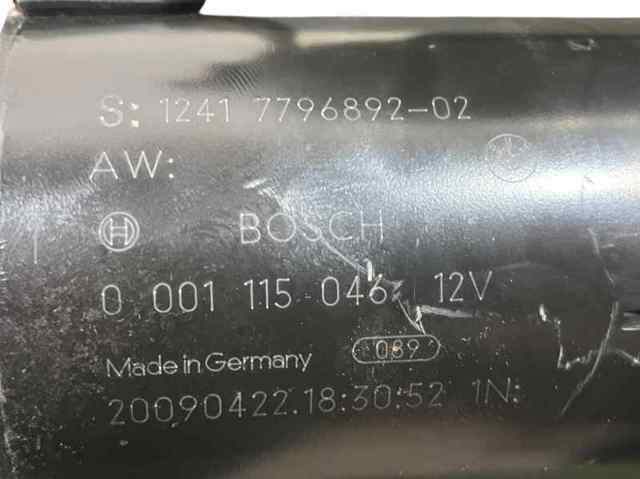 S: 1241 7796892-02
AW:
BOSCH
0 001 115 046 12V
Made in Germany 089
20090422.18:30:52 1N: